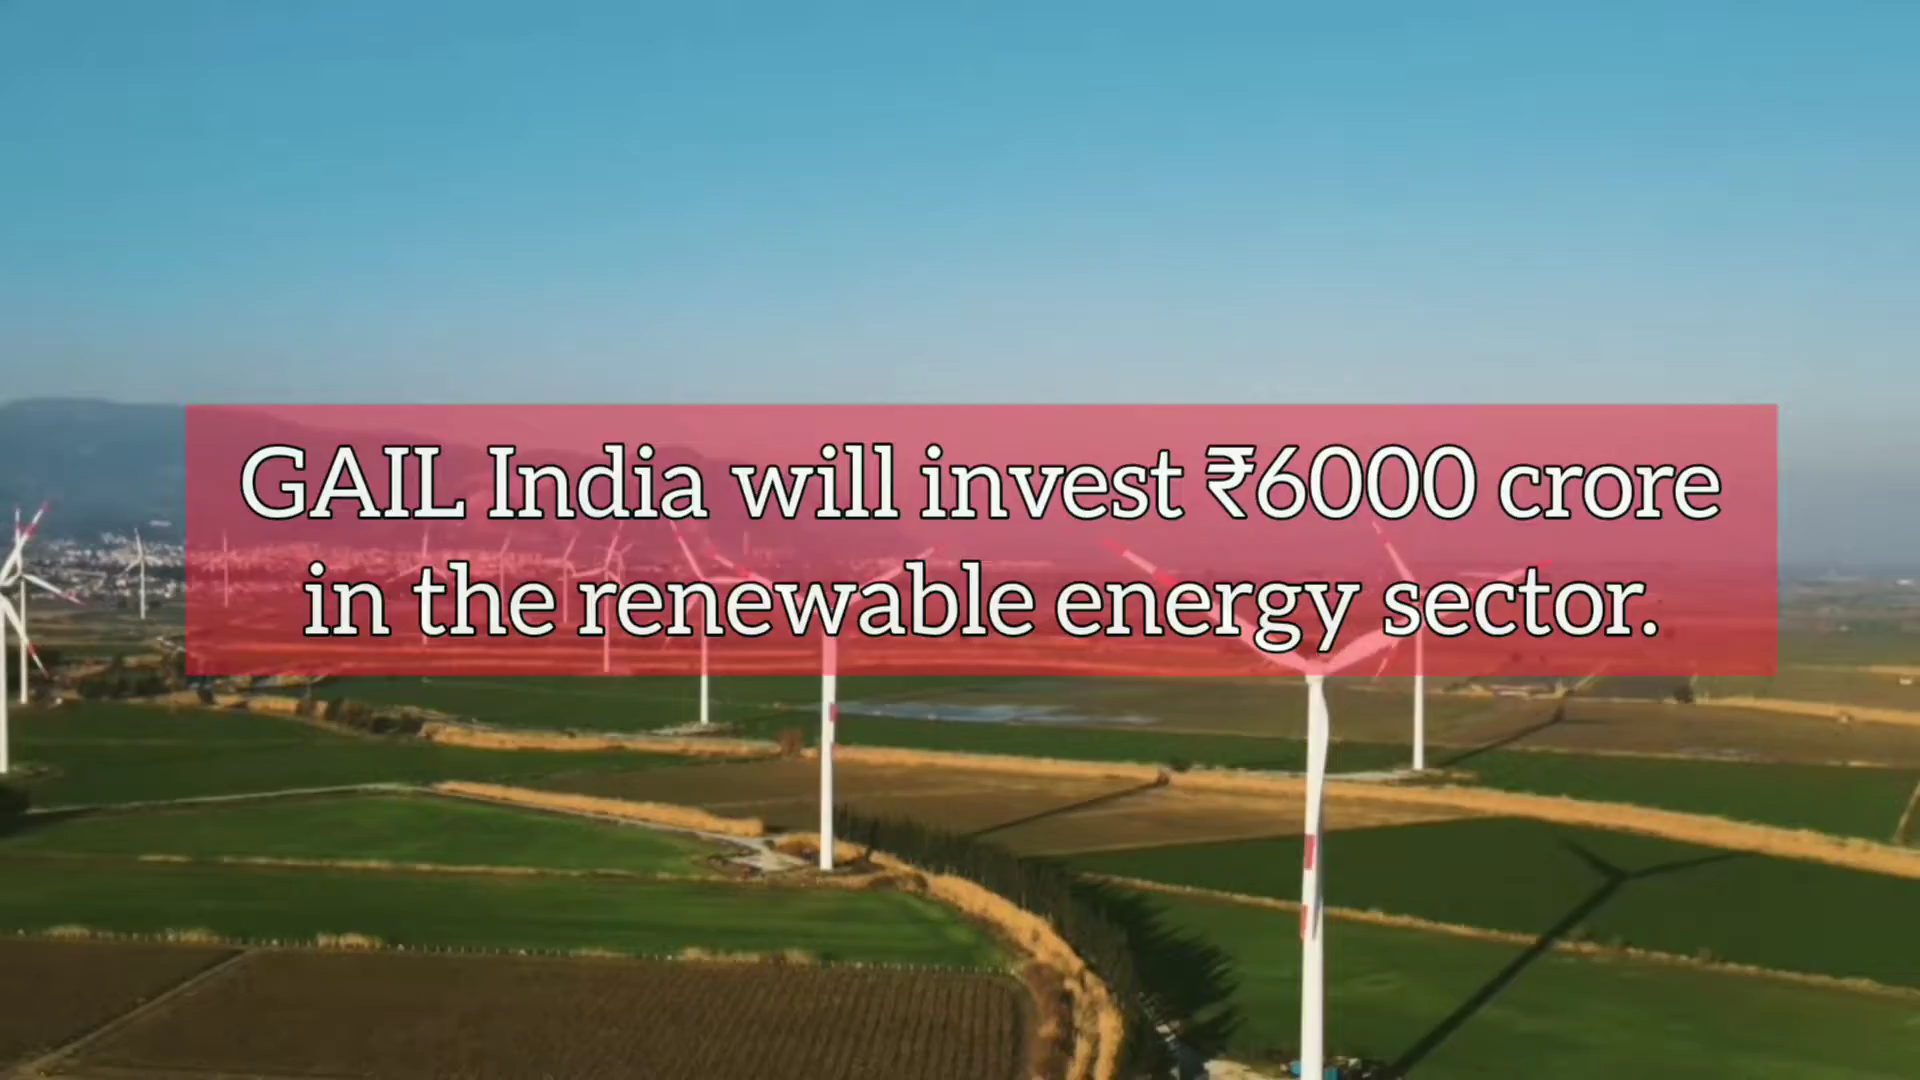 GAIL India will invest ₹6000 crore
in the renewable energy sector.